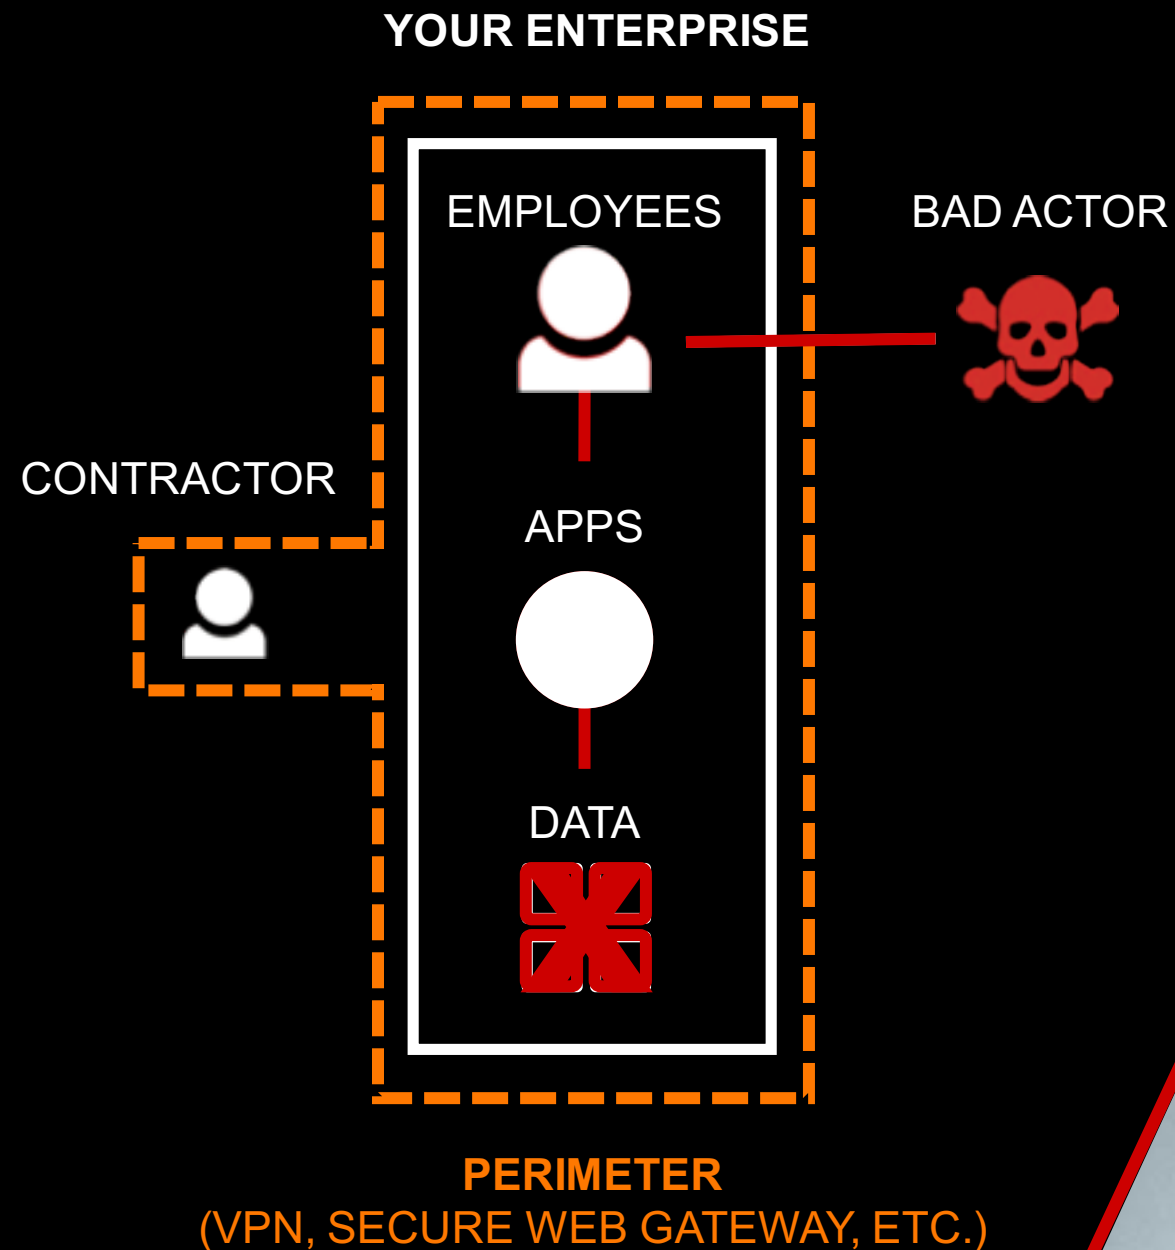 YOUR ENTERPRISE
EMPLOYEES
BAD ACTOR
CONTRACTOR
APPS
DATA
PERIMETER
(VPN, SECURE WEB GATEWAY, ETC.)